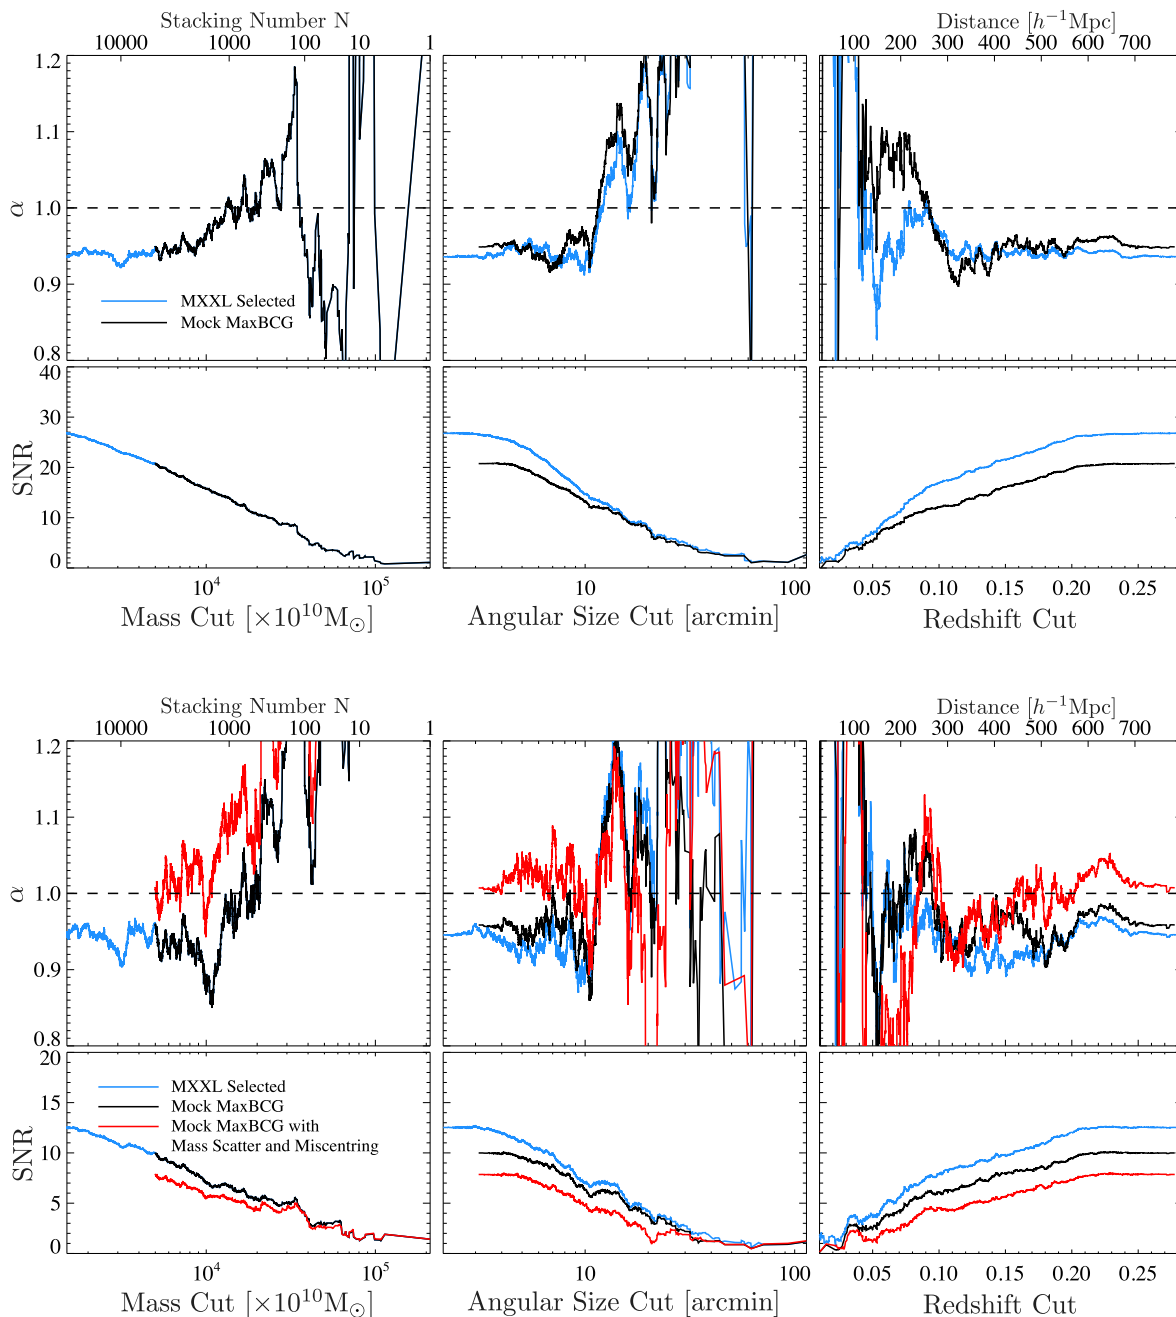 Stacking Number N
Distance [h⁻¹Mpc]
10000 1000 100 10 1
100 200 300 400 500 600 700
1.2
1.1
1.0
0.9
0.8
α
MXXL Selected
Mock MaxBCG
40
30
20
10
0
SNR
10⁴ 10⁵
10 100
0.05 0.10 0.15 0.20 0.25
Mass Cut [×10¹⁰M☉]
Angular Size Cut [arcmin]
Redshift Cut
Stacking Number N
Distance [h⁻¹Mpc]
10000 1000 100 10 1
100 200 300 400 500 600 700
1.2
1.1
1.0
0.9
0.8
α
20
15
10
5
0
SNR
MXXL Selected
Mock MaxBCG
Mock MaxBCG with
Mass Scatter and Miscentring
10⁴ 10⁵
10 100
0.05 0.10 0.15 0.20 0.25
Mass Cut [×10¹⁰M☉]
Angular Size Cut [arcmin]
Redshift Cut